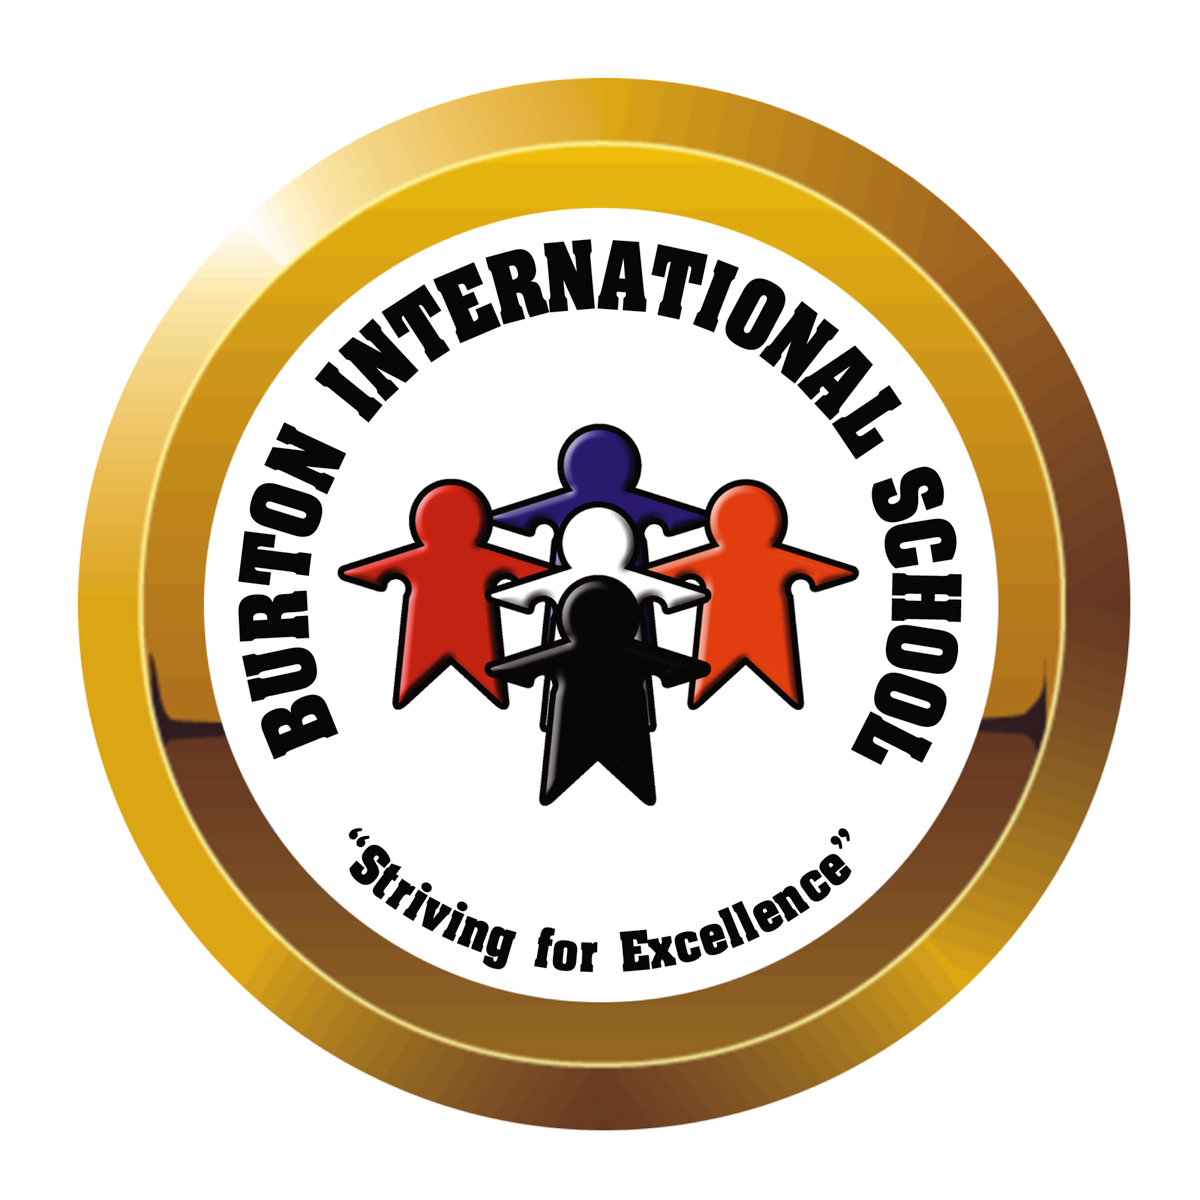 BURTON INTERNATIONAL SCHOOL
“Striving for Excellence”